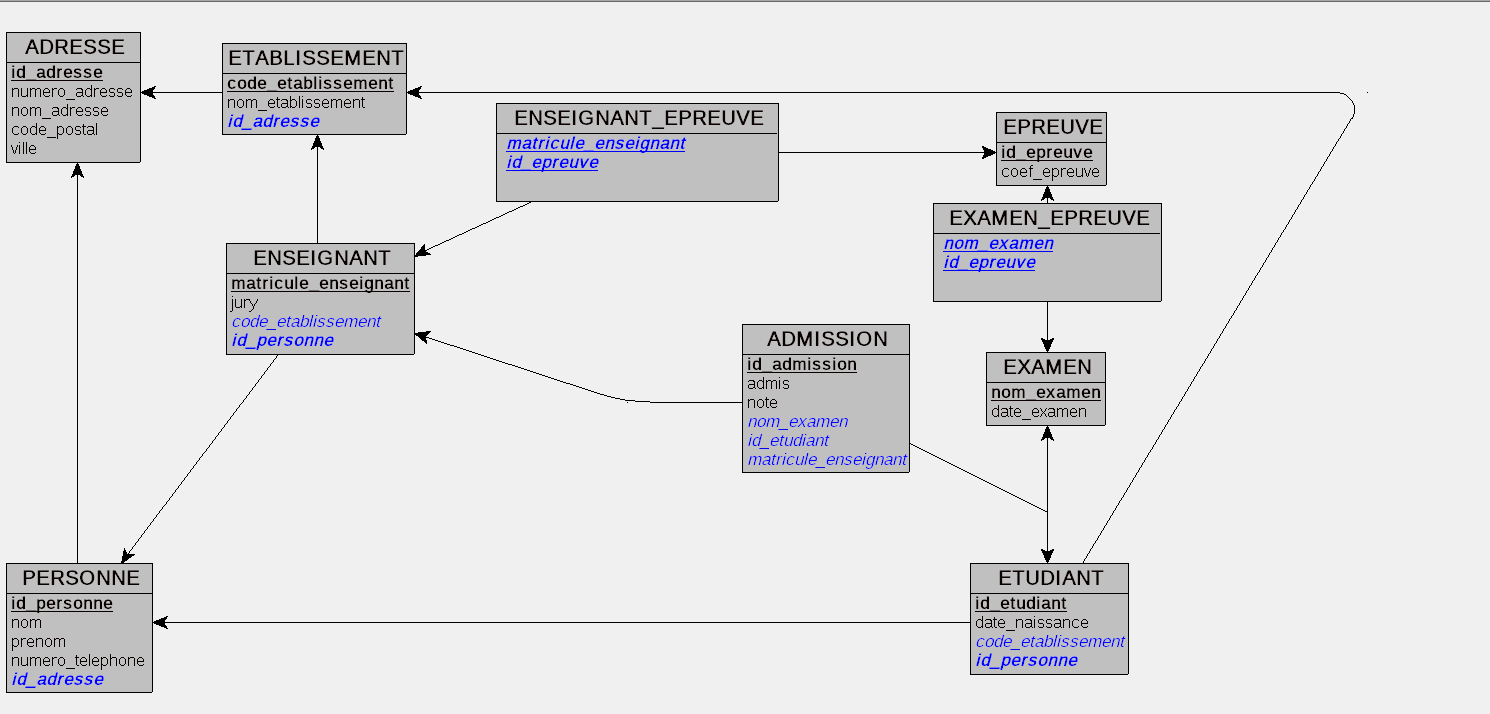 ADRESSE
id_adresse
numero_adresse
nom_adresse
code_postal
ville
ETABLISSEMENT
code_etablissement
nom_etablissement
id_adresse
ENSEIGNANT_EPREUVE
matricule_enseignant
id_epreuve
EPREUVE
id_epreuve
coef_epreuve
EXAMEN_EPREUVE
nom_examen
id_epreuve
ENSEIGNANT
matricule_enseignant
jury
code_etablissement
id_personne
ADMISSION
id_admission
admis
note
nom_examen
id_etudiant
matricule_enseignant
EXAMEN
nom_examen
date_examen
PERSONNE
id_personne
nom
prenom
numero_telephone
id_adresse
ETUDIANT
id_etudiant
date_naissance
code_etablissement
id_personne